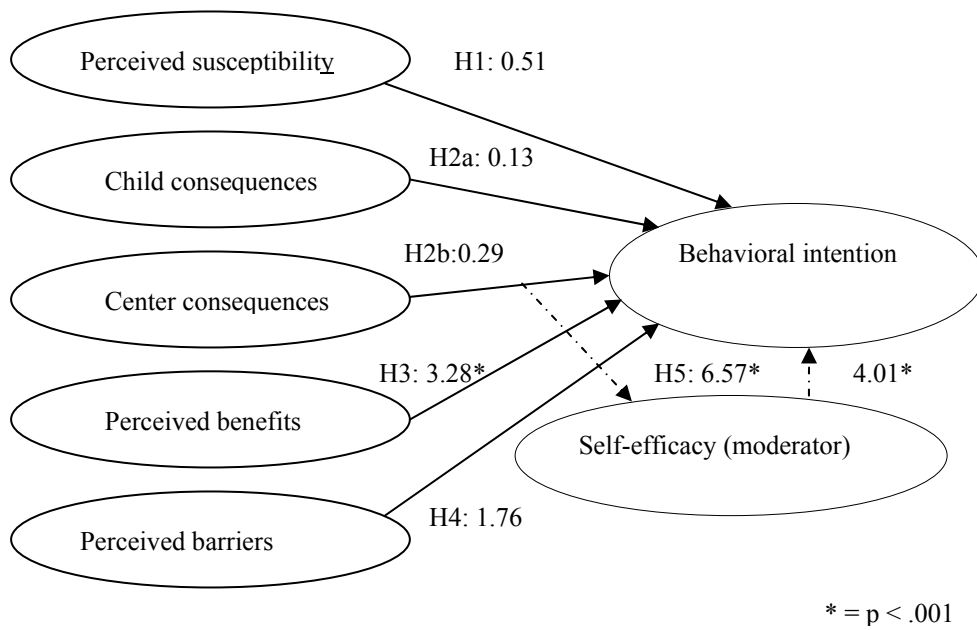 Perceived susceptibility
H1: 0.51
Child consequences
H2a: 0.13
Behavioral intention
H2b:0.29
Center consequences
H3: 3.28*
H5: 6.57*
4.01*
Perceived benefits
Self-efficacy (moderator)
H4: 1.76
Perceived barriers
* = p < .001